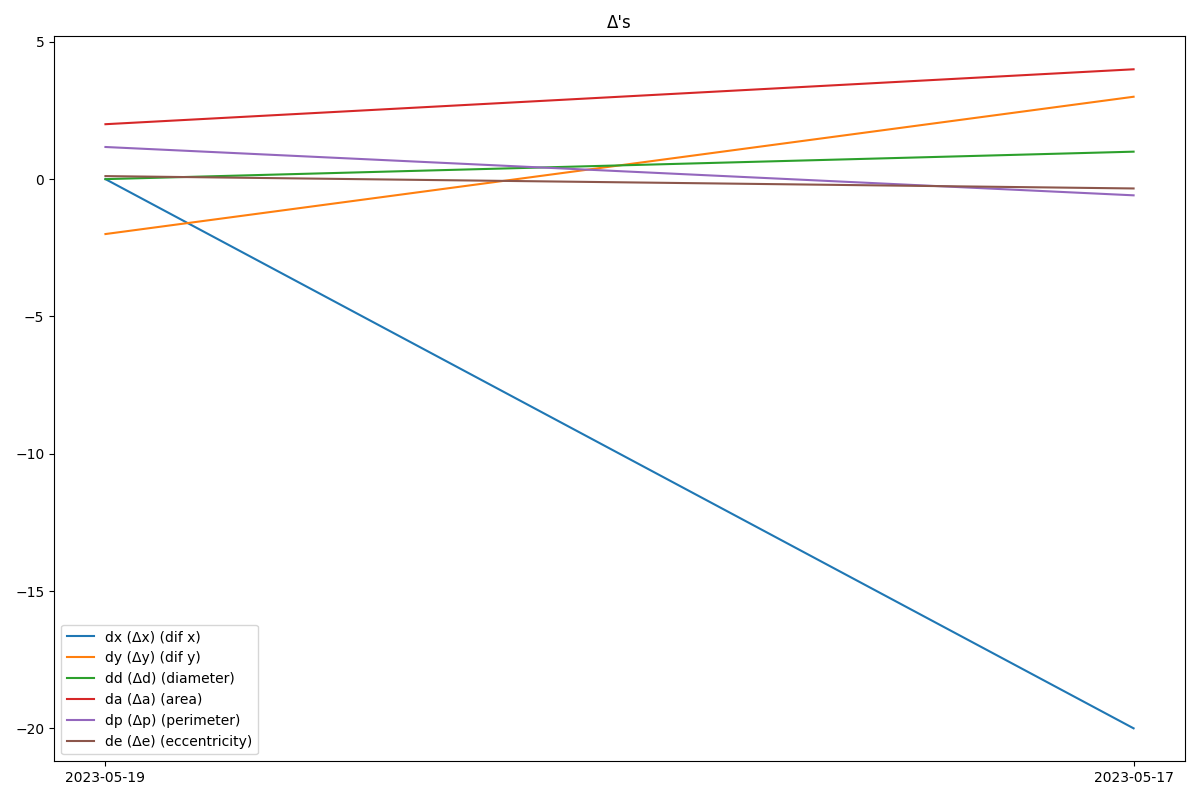 Δ's
5
0
−5
−10
−15
−20
dx (Δx) (dif x)
dy (Δy) (dif y)
dd (Δd) (diameter)
da (Δa) (area)
dp (Δp) (perimeter)
de (Δe) (eccentricity)
2023-05-19
2023-05-17